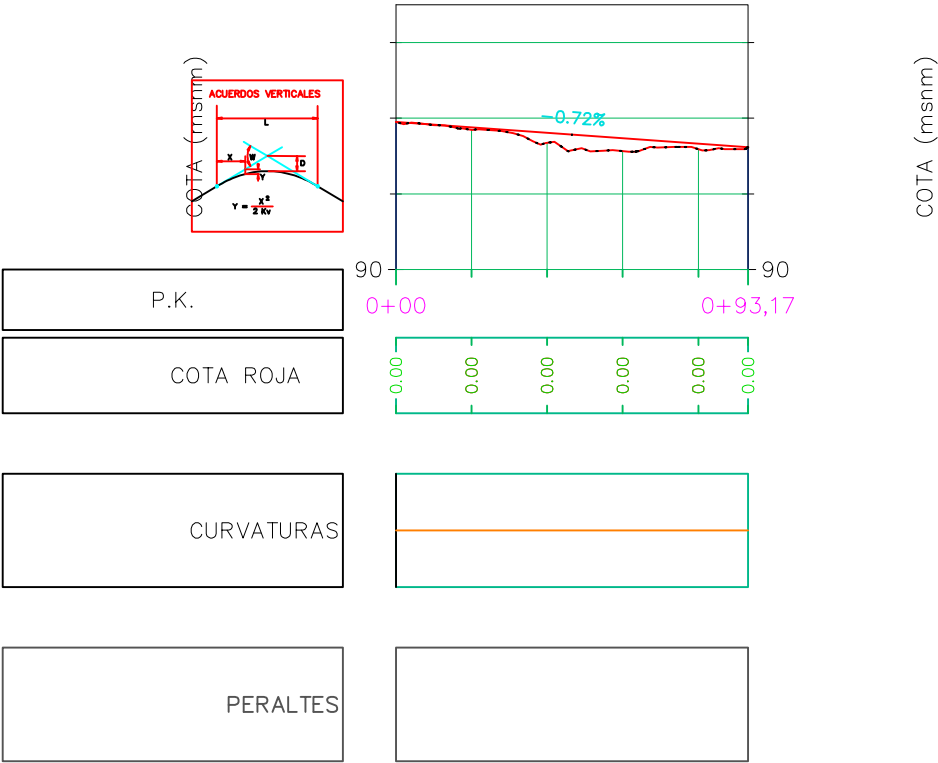 COTA (msnm)
COTA (msnm)
ACUERDOS VERTICALES
L
X
W
D
Y
Y = X²
2 Kv
-0.72%
90
90
P.K.
0+00
0+93,17
COTA ROJA
0.00
0.00
0.00
0.00
0.00
0.00
CURVATURAS
PERALTES